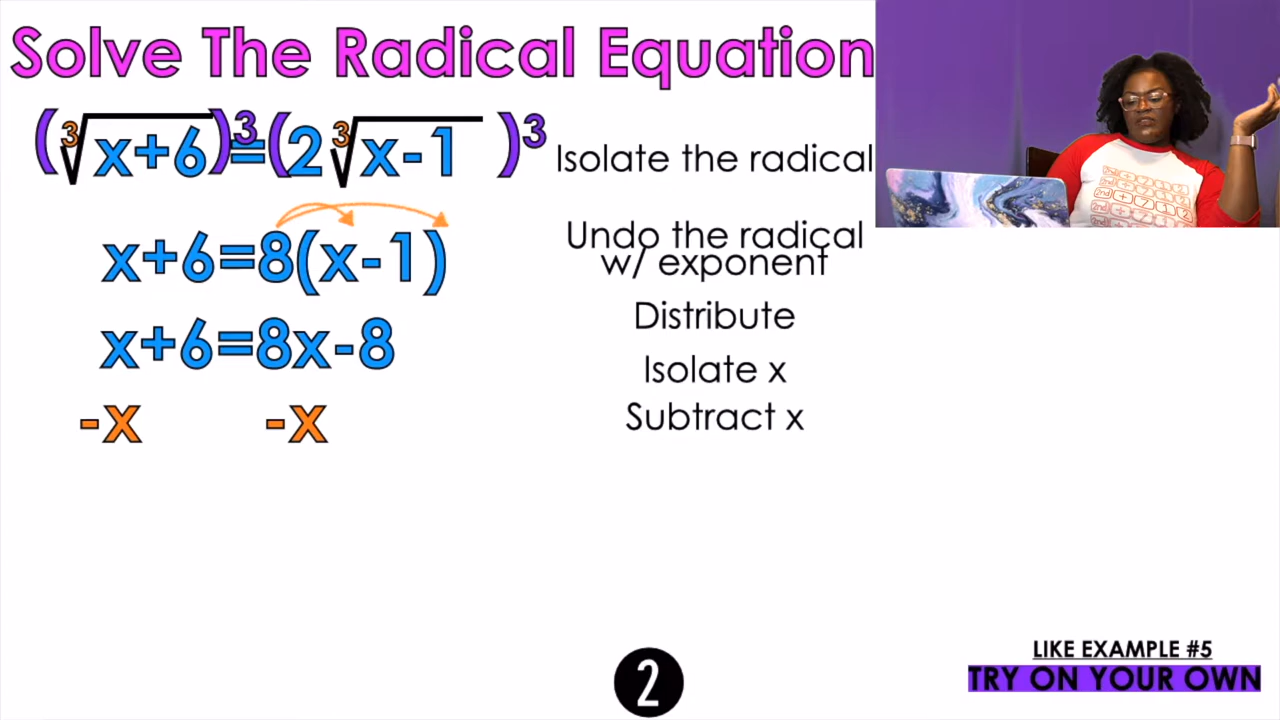 Solve The Radical Equation
(∛x+6)³=(2∛x-1)³
Isolate the radical
x+6=8(x-1)
Undo the radical
w/ exponent
x+6=8x-8
Distribute
Isolate x
-x -x
Subtract x
LIKE EXAMPLE #5
TRY ON YOUR OWN
2